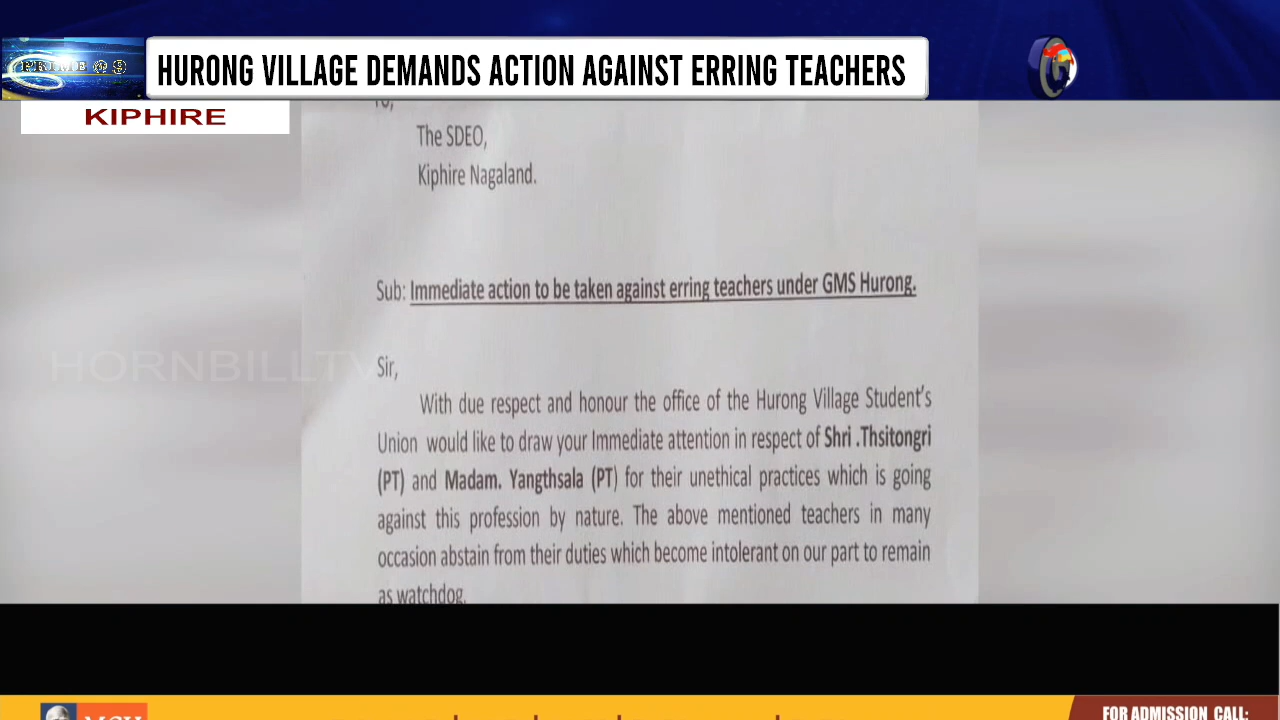 PRIME @ 9
HURONG VILLAGE DEMANDS ACTION AGAINST ERRING TEACHERS
KIPHIRE
To,
The SDEO,
Kiphire Nagaland.
Sub: Immediate action to be taken against erring teachers under GMS Hurong.
HORNBILLTV
Sir,
With due respect and honour the office of the Hurong Village Student's
Union would like to draw your Immediate attention in respect of Shri .Thsitongri
(PT) and Madam. Yangthsala (PT) for their unethical practices which is going
against this profession by nature. The above mentioned teachers in many
occasion abstain from their duties which become intolerant on our part to remain
as watchdog.
FOR ADMISSION, CALL: